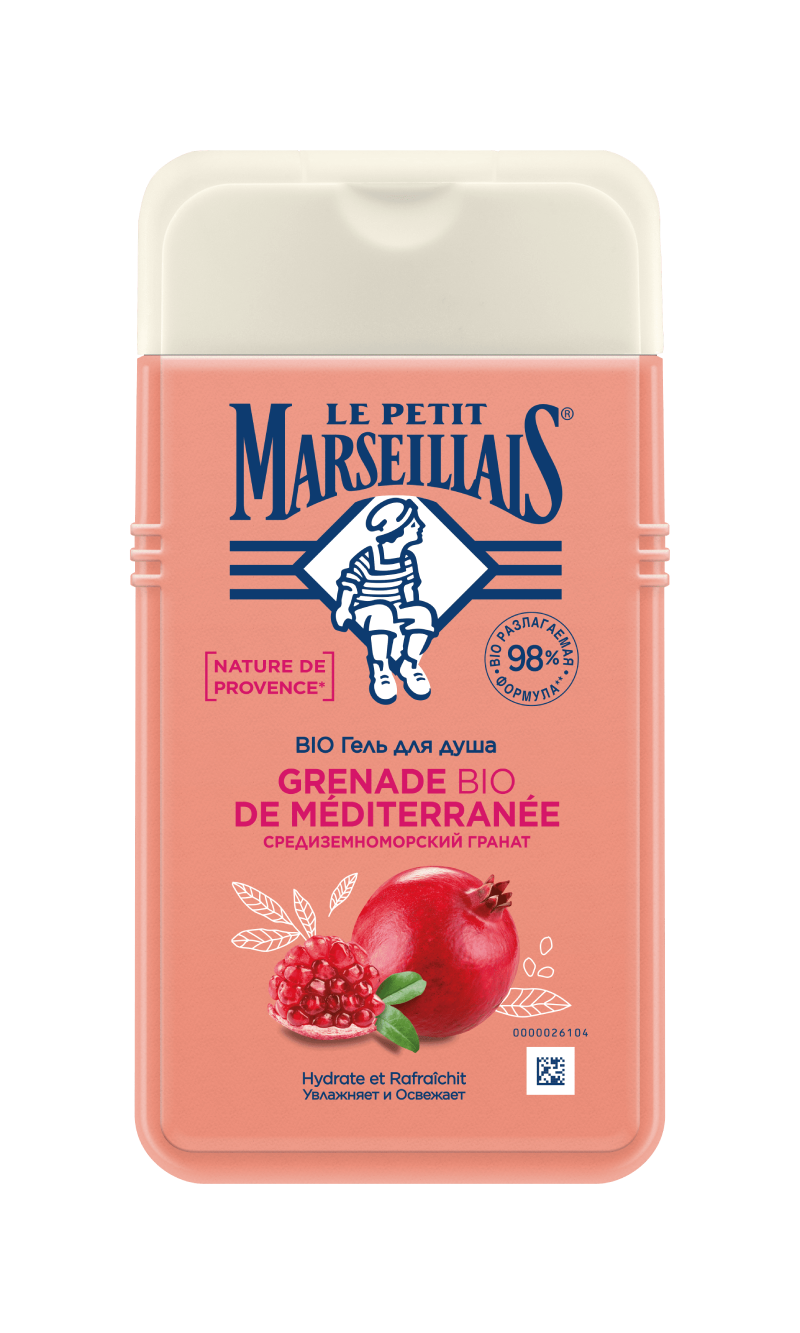 LE PETIT
MARSEILLAIS®
NATURE DE
PROVENCE*
BIO РАЗЛАГАЕМАЯ
98%
ФОРМУЛА**
BIO Гель для душа
GRENADE BIO
DE MÉDITERRANÉE
СРЕДИЗЕМНОМОРСКИЙ ГРАНАТ
0000026104
Hydrate et Rafraîchit
Увлажняет и Освежает